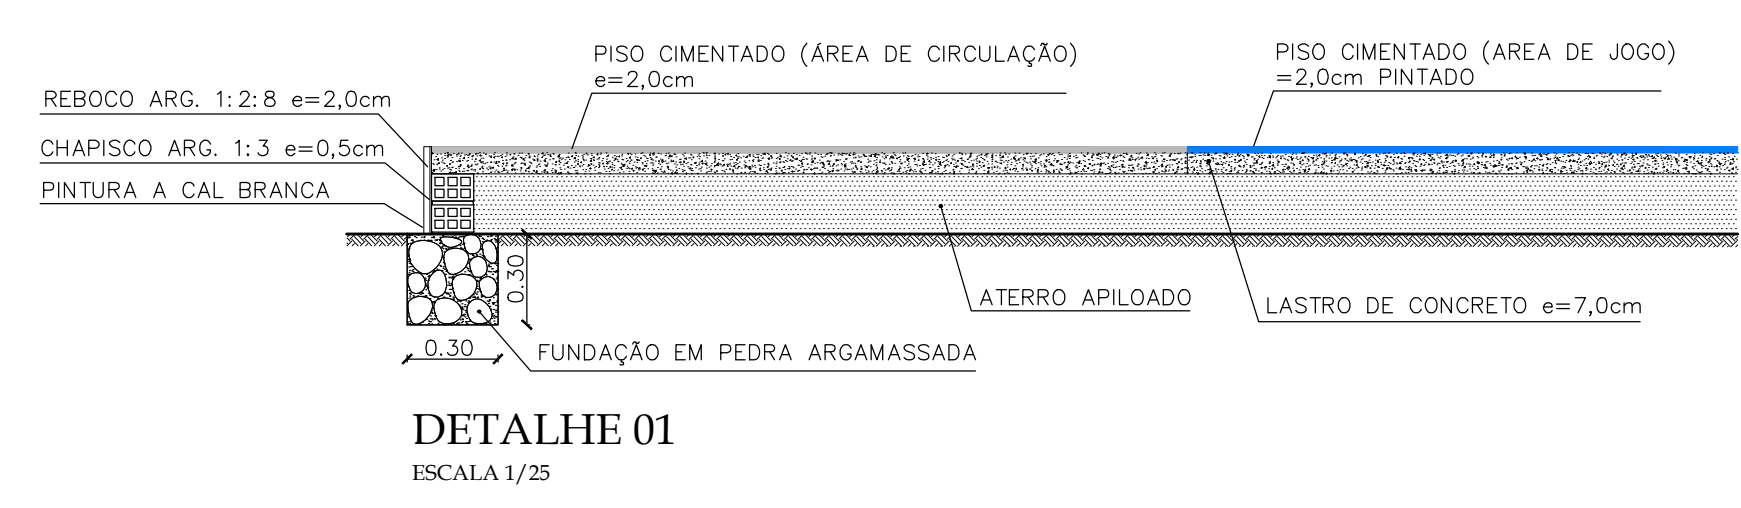 PISO CIMENTADO (ÁREA DE CIRCULAÇÃO)
e=2,0cm
PISO CIMENTADO (AREA DE JOGO)
=2,0cm PINTADO
REBOCO ARG. 1:2:8 e=2,0cm
CHAPISCO ARG. 1:3 e=0,5cm
PINTURA A CAL BRANCA
0.30
ATERRO APILOADO
LASTRO DE CONCRETO e=7,0cm
0.30
FUNDAÇÃO EM PEDRA ARGAMASSADA
DETALHE 01
ESCALA 1/25